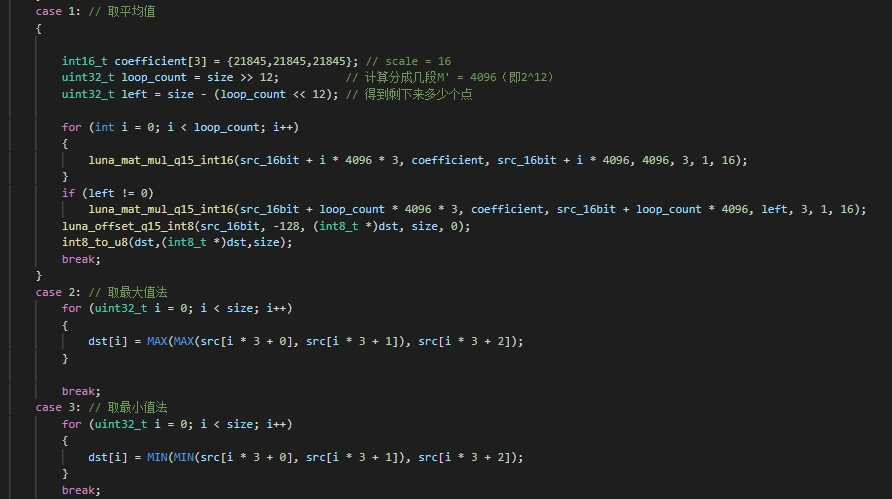 case 1: // 取平均值
{
int16_t coefficient[3] = {21845,21845,21845}; // scale = 16
uint32_t loop_count = size >> 12; // 计算分成几段M' = 4096（即2^12）
uint32_t left = size - (loop_count << 12); // 得到剩下来多少个点
for (int i = 0; i < loop_count; i++)
{
luna_mat_mul_q15_int16(src_16bit + i * 4096 * 3, coefficient, src_16bit + i * 4096, 4096, 3, 1, 16);
}
if (left != 0)
luna_mat_mul_q15_int16(src_16bit + loop_count * 4096 * 3, coefficient, src_16bit + loop_count * 4096, left, 3, 1, 16);
luna_offset_q15_int8(src_16bit, -128, (int8_t *)dst, size, 0);
int8_to_u8(dst,(int8_t *)dst,size);
break;
}
case 2: // 取最大值法
for (uint32_t i = 0; i < size; i++)
{
dst[i] = MAX(MAX(src[i * 3 + 0], src[i * 3 + 1]), src[i * 3 + 2]);
}
break;
case 3: // 取最小值法
for (uint32_t i = 0; i < size; i++)
{
dst[i] = MIN(MIN(src[i * 3 + 0], src[i * 3 + 1]), src[i * 3 + 2]);
}
break;